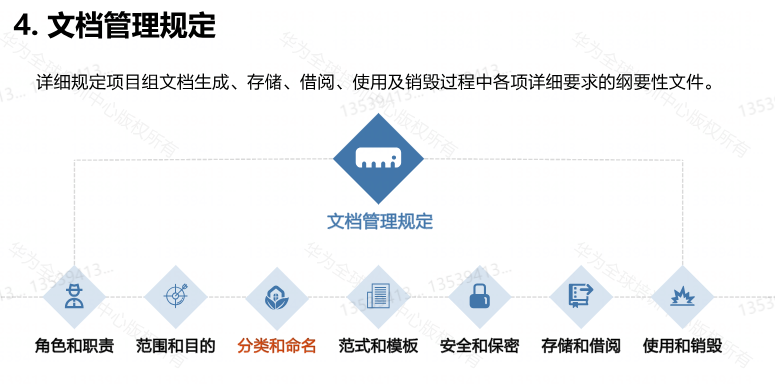 4. 文档管理规定
详细规定项目组文档生成、存储、借阅、使用及销毁过程中各项详细要求的纲要性文件。
文档管理规定
角色和职责
范围和目的
分类和命名
范式和模板
安全和保密
存储和借阅
使用和销毁